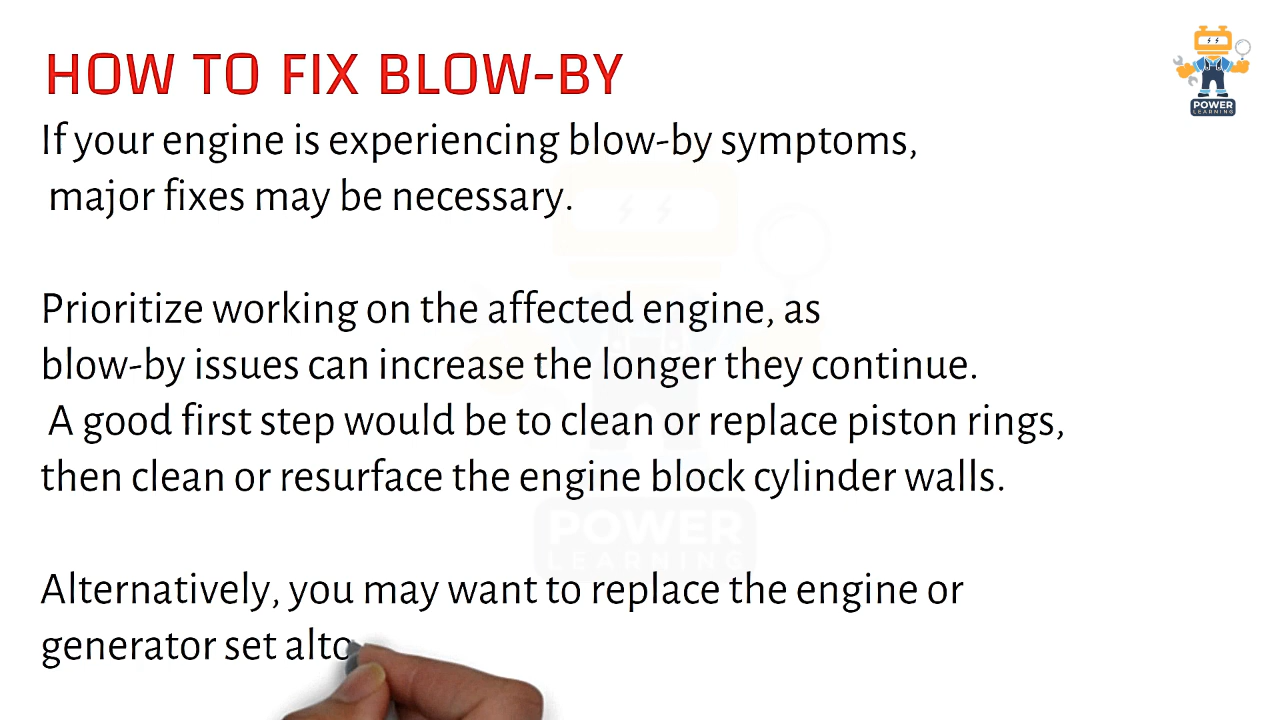 HOW TO FIX BLOW-BY
If your engine is experiencing blow-by symptoms,
major fixes may be necessary.
Prioritize working on the affected engine, as
blow-by issues can increase the longer they continue.
A good first step would be to clean or replace piston rings,
then clean or resurface the engine block cylinder walls.
Alternatively, you may want to replace the engine or
generator set alto
POWER
LEARNING
POWER
LEARNING